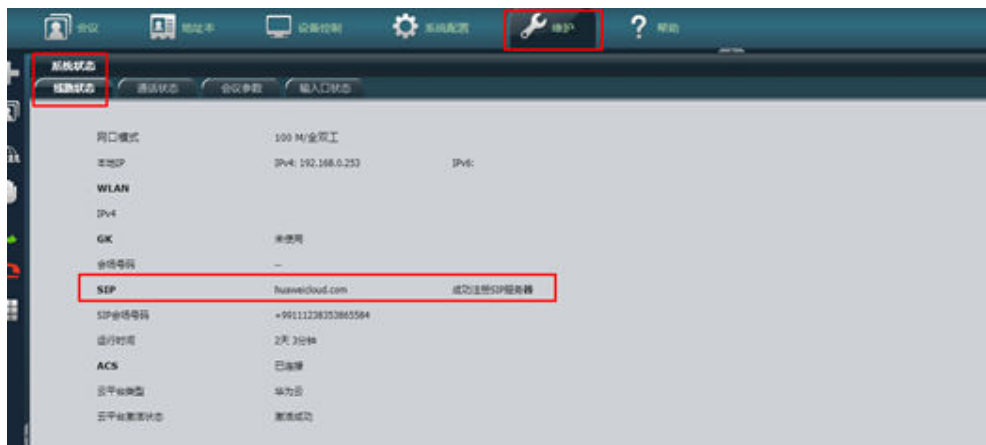 会议 地址本 设备控制 系统配置 维护 ? 帮助
系统状态
线路状态 通话状态 会议参数 输入口状态
网口模式 100 M/全双工
本地IP IPv4: 192.168.0.253 IPv6:
WLAN
IPv4
GK 未使用
会场号码 --
SIP huaweicloud.com 成功注册SIP服务器
SIP会场号码 +99111238353865584
运行时间 2天 3分钟
ACS 已连接
云平台类型 华为云
云平台激活状态 激活成功